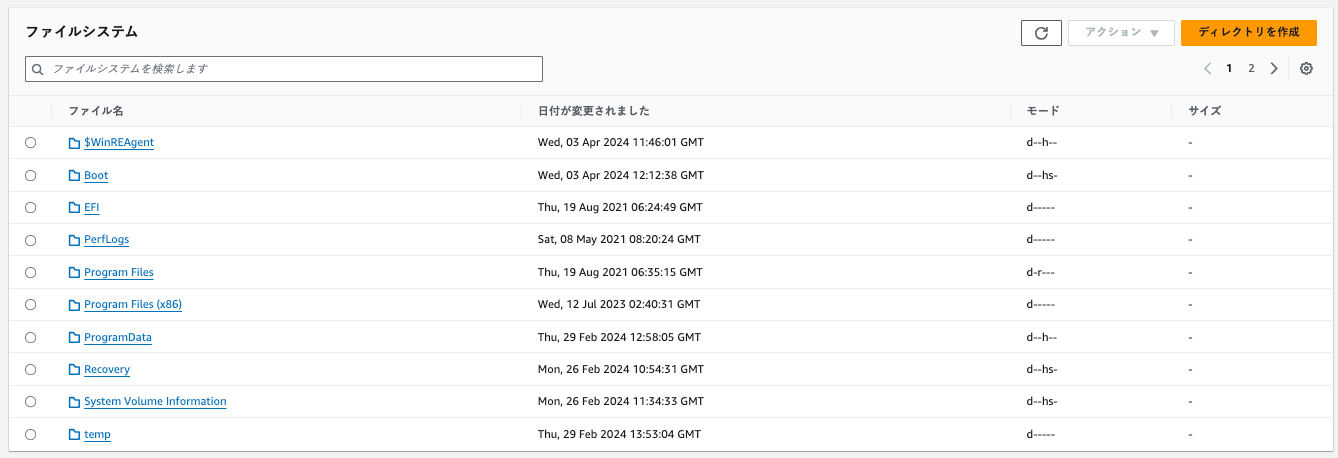 ファイルシステム
アクション ▼ ディレクトリを作成
ファイルシステムを検索します
1 2
ファイル名 日付が変更されました モード サイズ
$WinREAgent Wed, 03 Apr 2024 11:46:01 GMT d--h-- -
Boot Wed, 03 Apr 2024 12:12:38 GMT d--hs- -
EFI Thu, 19 Aug 2021 06:24:49 GMT d----- -
PerfLogs Sat, 08 May 2021 08:20:24 GMT d----- -
Program Files Thu, 19 Aug 2021 06:35:15 GMT d-r--- -
Program Files (x86) Wed, 12 Jul 2023 02:40:31 GMT d----- -
ProgramData Thu, 29 Feb 2024 12:58:05 GMT d--h-- -
Recovery Mon, 26 Feb 2024 10:54:31 GMT d--hs- -
System Volume Information Mon, 26 Feb 2024 11:34:33 GMT d--hs- -
temp Thu, 29 Feb 2024 13:53:04 GMT d----- -